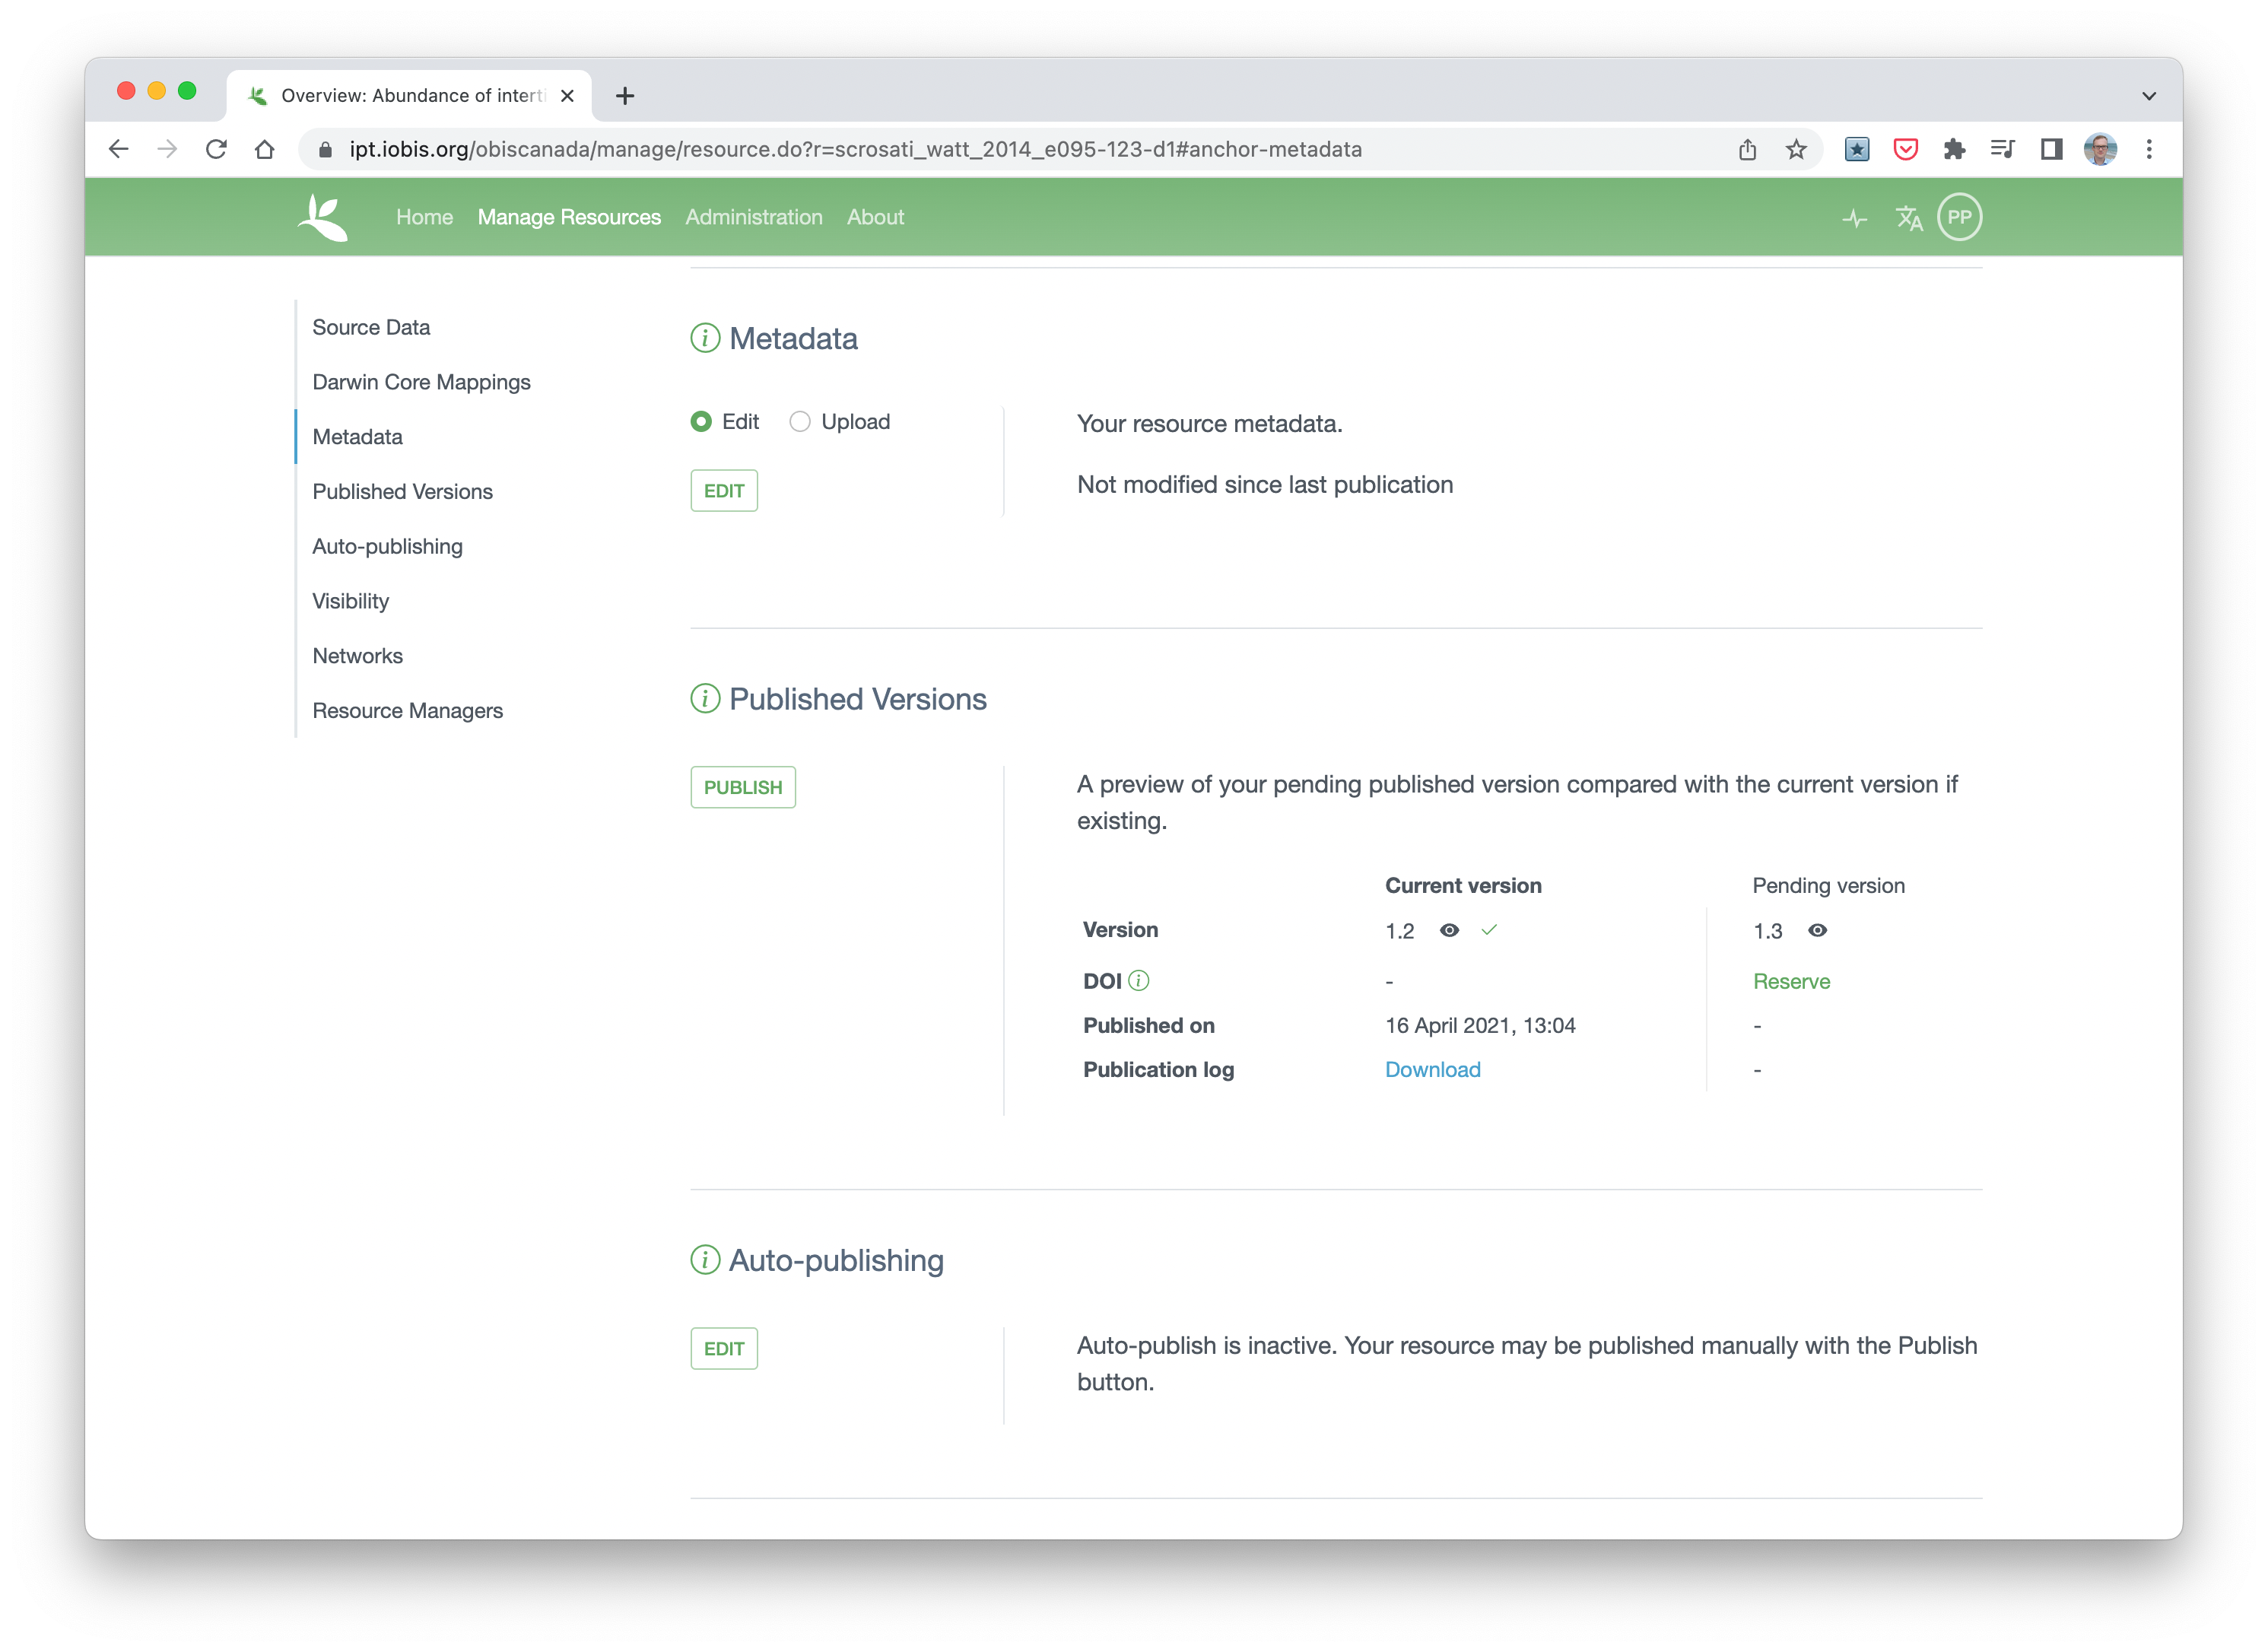 Overview: Abundance of interti
ipt.iobis.org/obiscanada/manage/resource.do?r=scrosati_watt_2014_e095-123-d1#anchor-metadata
Home Manage Resources Administration About
PP
Source Data
Darwin Core Mappings
Metadata
Published Versions
Auto-publishing
Visibility
Networks
Resource Managers
Metadata
Edit Upload
EDIT
Your resource metadata.
Not modified since last publication
Published Versions
PUBLISH
A preview of your pending published version compared with the current version if
existing.
Current version Pending version
Version 1.2 1.3
DOI - Reserve
Published on 16 April 2021, 13:04 -
Publication log Download -
Auto-publishing
EDIT
Auto-publish is inactive. Your resource may be published manually with the Publish
button.